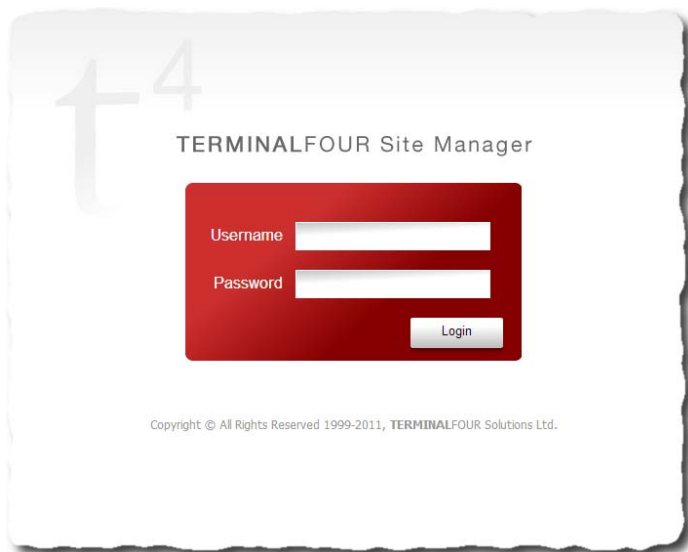 t4
TERMINALFOUR Site Manager
Username
Password
Login
Copyright © All Rights Reserved 1999-2011, TERMINALFOUR Solutions Ltd.